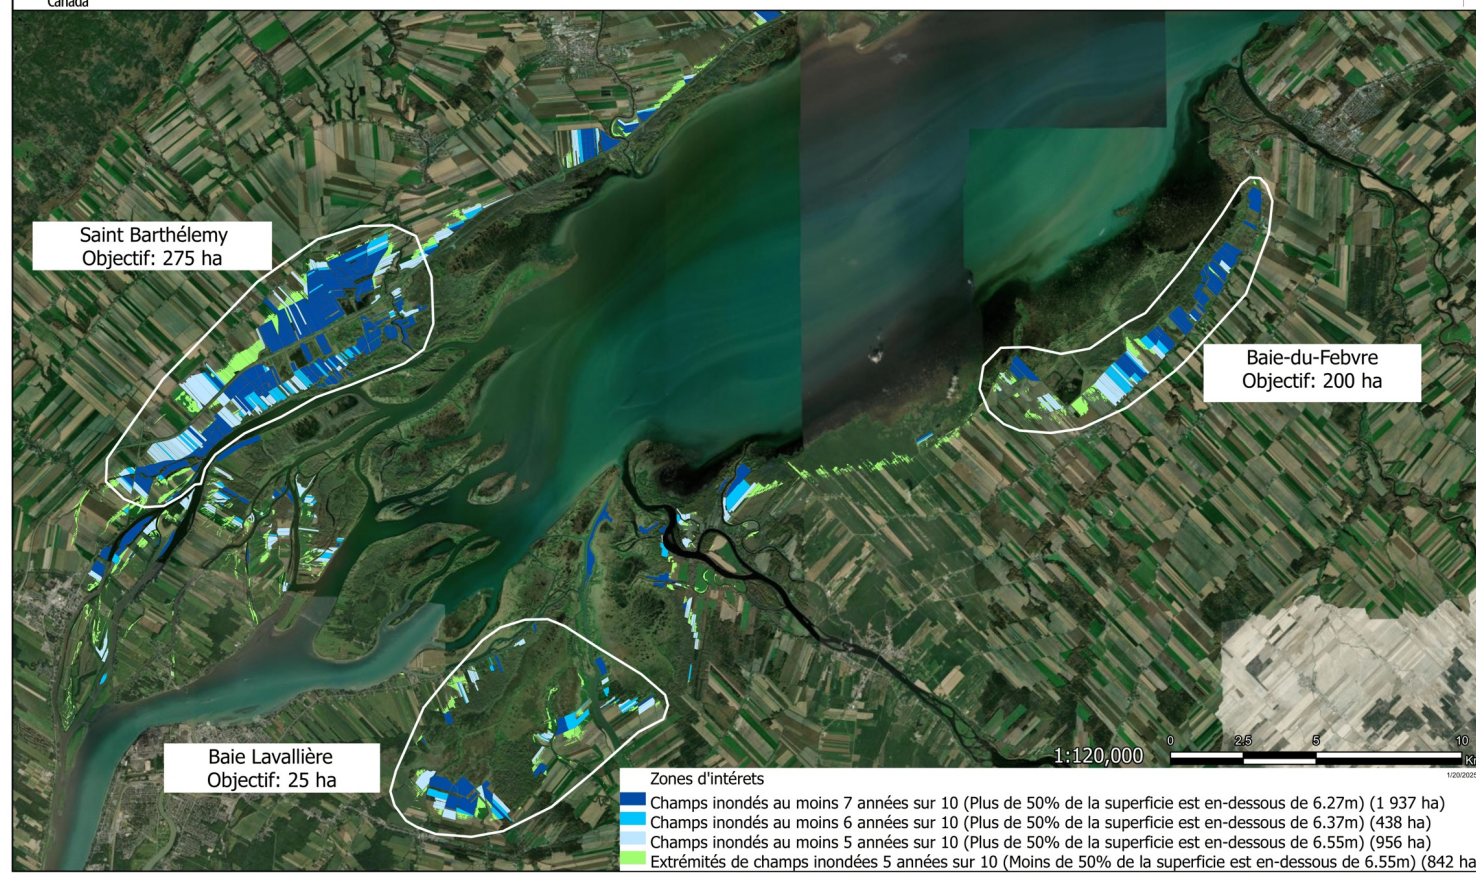 Canada
Saint Barthélemy
Objectif: 275 ha
Baie-du-Febvre
Objectif: 200 ha
Baie Lavallière
Objectif: 25 ha
1:120,000
0 2.5 5 10
Km
1/20/2025
Zones d'intérets
Champs inondés au moins 7 années sur 10 (Plus de 50% de la superficie est en-dessous de 6.27m) (1 937 ha)
Champs inondés au moins 6 années sur 10 (Plus de 50% de la superficie est en-dessous de 6.37m) (438 ha)
Champs inondés au moins 5 années sur 10 (Plus de 50% de la superficie est en-dessous de 6.55m) (956 ha)
Extrémités de champs inondées 5 années sur 10 (Moins de 50% de la superficie est en-dessous de 6.55m) (842 ha